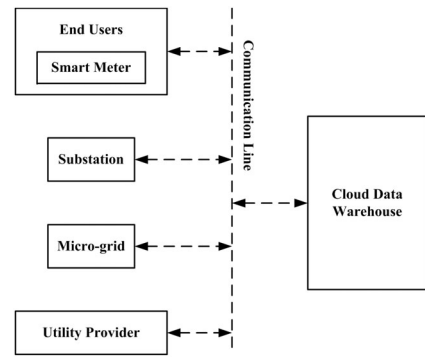 End Users
Smart Meter
Communication Line
Substation
Cloud Data
Warehouse
Micro-grid
Utility Provider